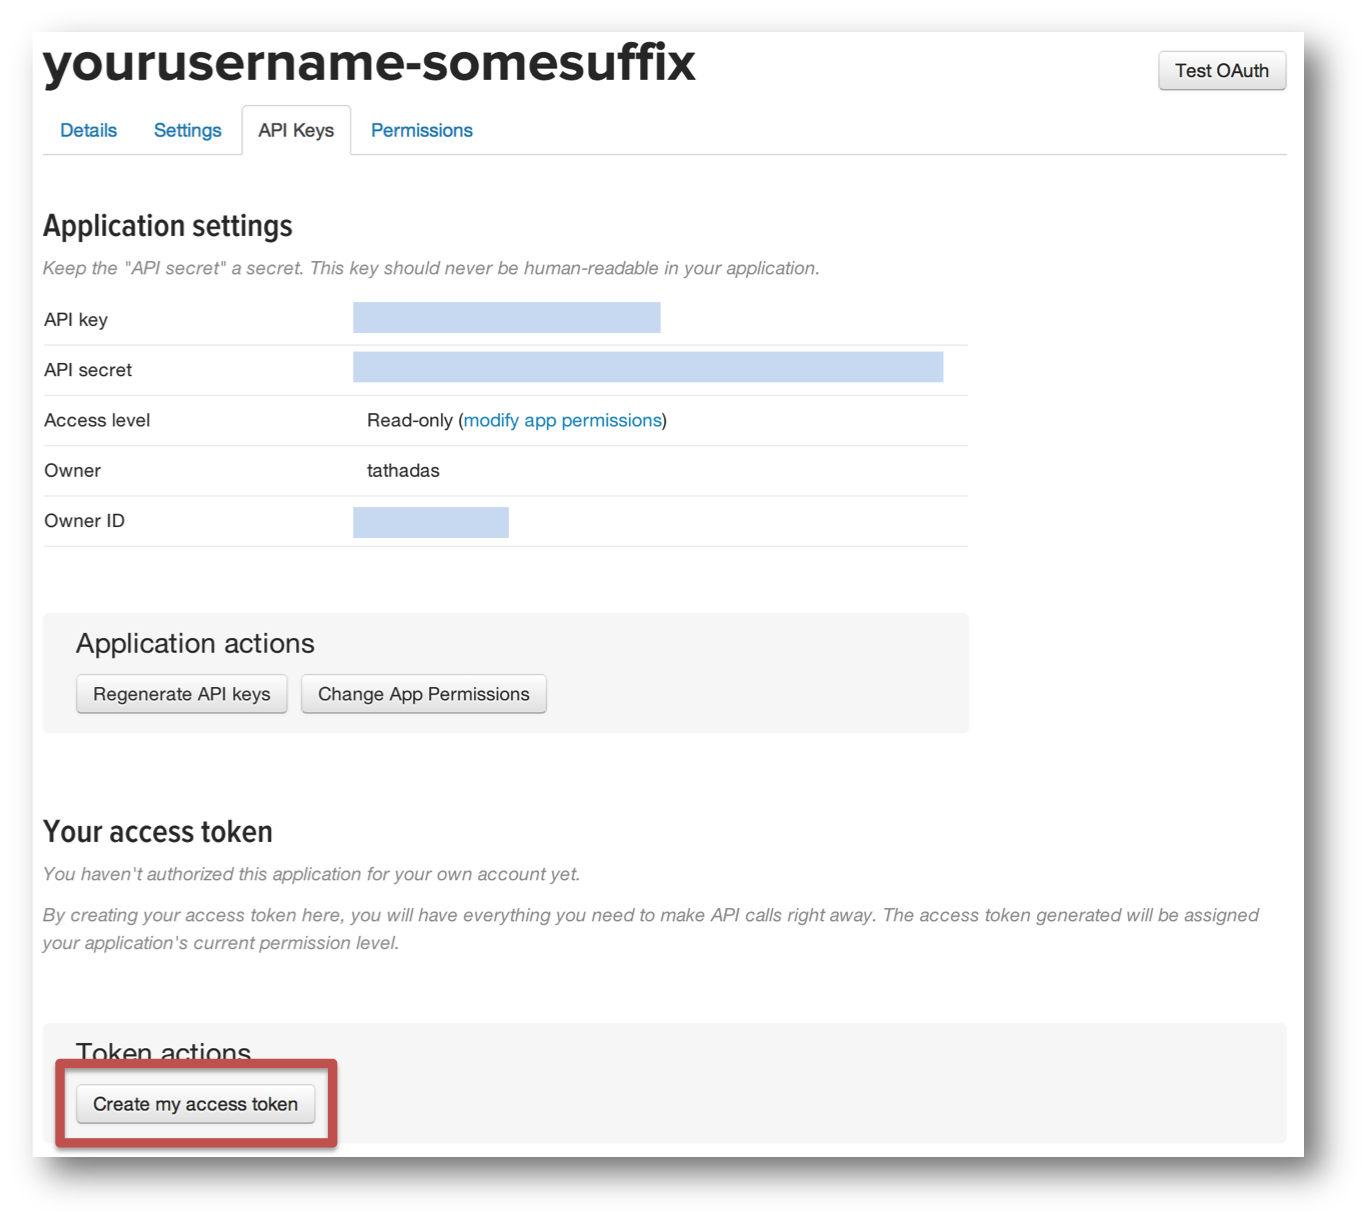 yourusername-somesuffix
Test OAuth
Details Settings API Keys Permissions
Application settings
Keep the "API secret" a secret. This key should never be human-readable in your application.
API key
API secret
Access level Read-only (modify app permissions)
Owner tathadas
Owner ID
Application actions
Regenerate API keys Change App Permissions
Your access token
You haven't authorized this application for your own account yet.
By creating your access token here, you will have everything you need to make API calls right away. The access token generated will be assigned
your application's current permission level.
Token actions
Create my access token